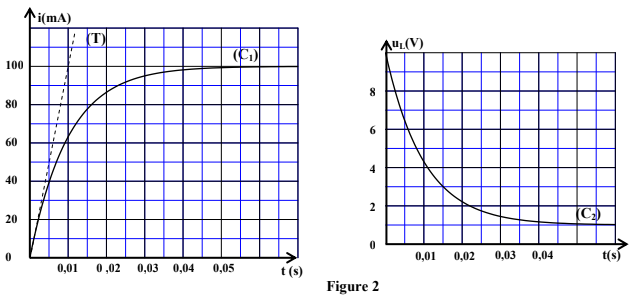 i(mA)
(T)
(C₁)
100
80
60
40
20
0
0,01 0 ,02 0,03 0,04 0,05
t (s)
u_L(V)
8
6
4
2
0
(C₂)
0,01 0,02 0,03 0,04
t(s)
Figure 2